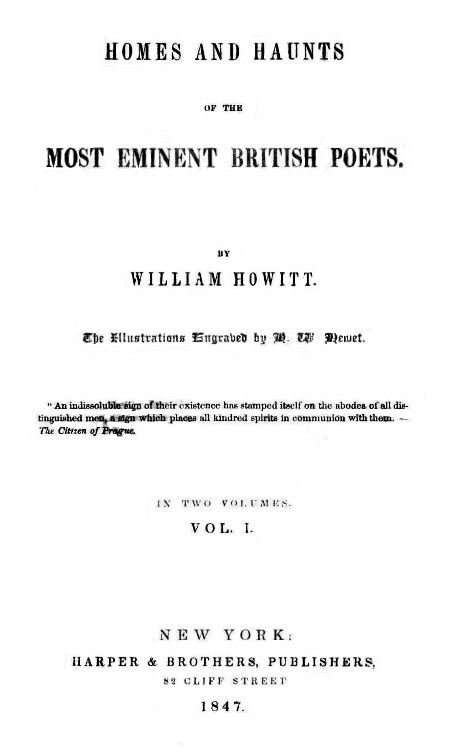 HOMES AND HAUNTS
OF THE
MOST EMINENT BRITISH POETS.
BY
WILLIAM HOWITT.
The Illustrations Engraved by H. W Hewet.
" An indissoluble sign of their existence has stamped itself on the abodes of all dis-
tinguished men, a sign which places all kindred spirits in communion with them. —
The Citizen of Prague.
IN TWO VOLUMES.
VOL. I.
NEW YORK:
HARPER & BROTHERS, PUBLISHERS,
82 CLIFF STREET
1847.